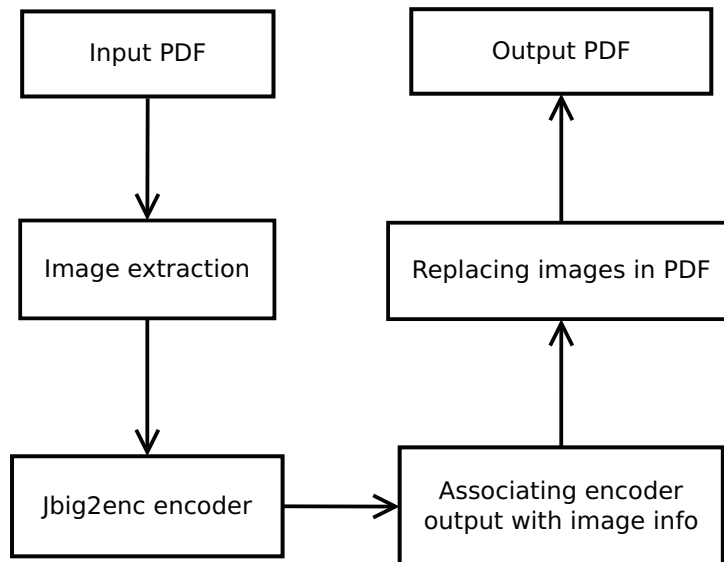 Input PDF
Image extraction
Jbig2enc encoder
Associating encoder
output with image info
Replacing images in PDF
Output PDF